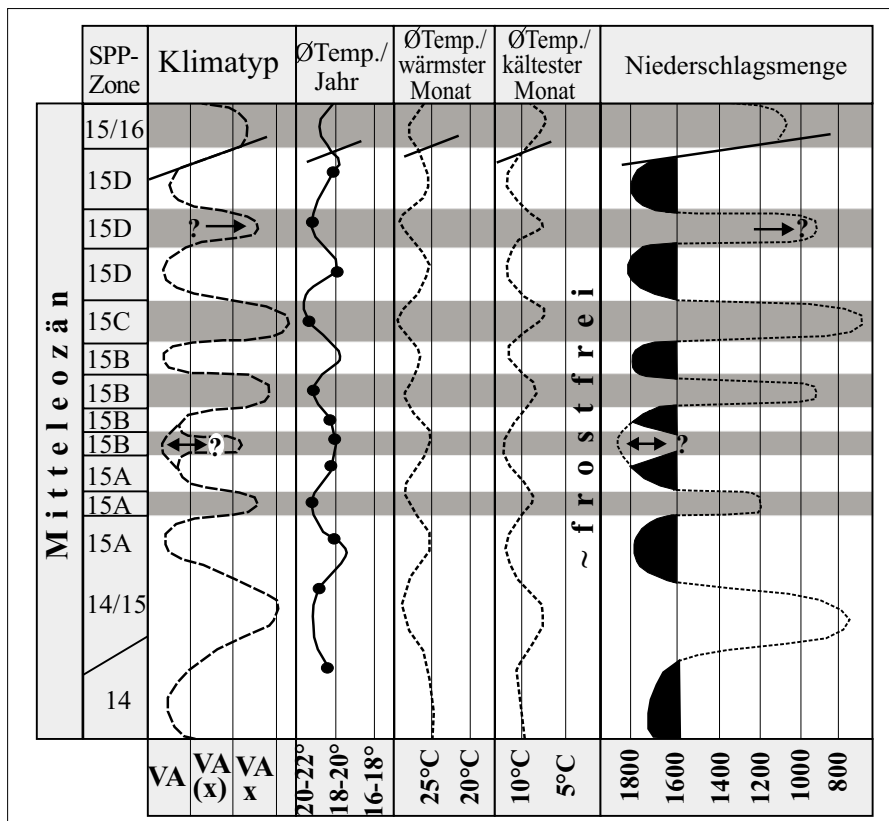 SPP-
Zone
Klimatyp
ØTemp./
Jahr
ØTemp./
wärmster
Monat
ØTemp./
kältester
Monat
Niederschlagsmenge
Mitteleozän
15/16
15D
15D
?
?
15D
15C
15B
15B
15B
15B
?
?
15A
15A
15A
14/15
14
~frostfrei
VA
VA
(x)
VA
x
20-22°
18-20°
16-18°
25°C
20°C
10°C
5°C
1800
1600
1400
1200
1000
800